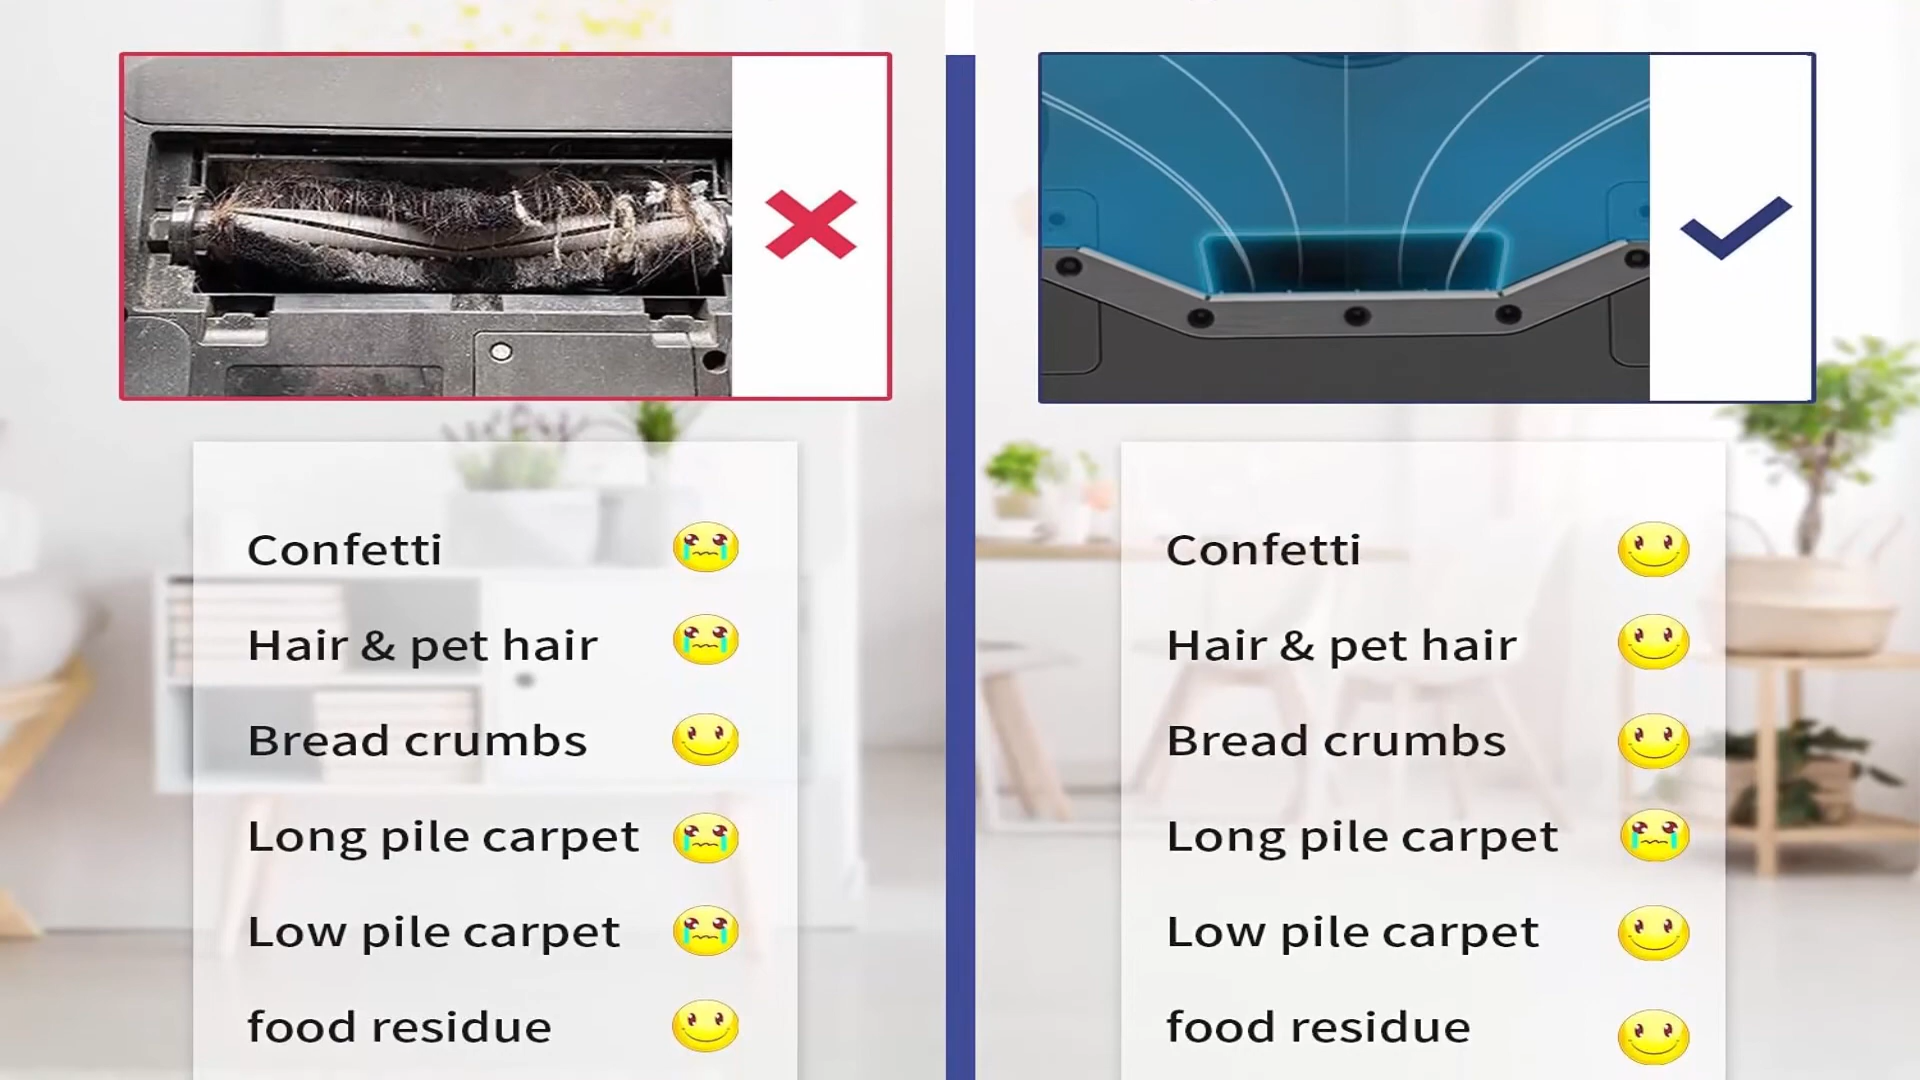 Confetti
Hair & pet hair
Bread crumbs
Long pile carpet
Low pile carpet
food residue
Confetti
Hair & pet hair
Bread crumbs
Long pile carpet
Low pile carpet
food residue